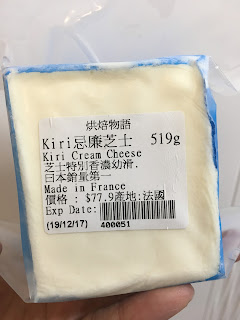 烘焙物語
Kiri忌廉芝士 519g
Kiri Cream Cheese
芝士特別香濃幼滑.
日本銷量第一
Made in France
價格 : $77.9產地:法國
Exp Date:
(19/12/17) 400051